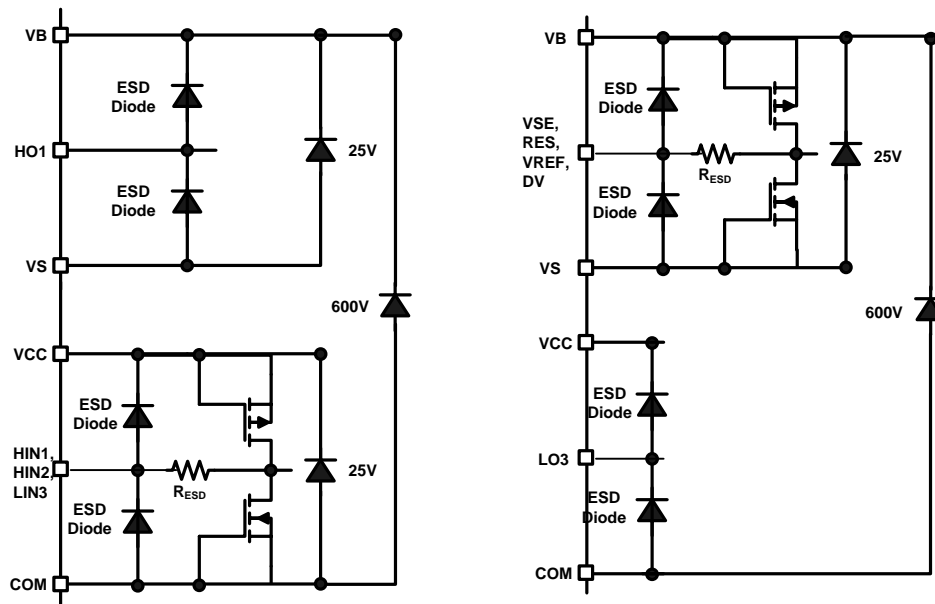 VB
ESD
Diode
HO1
25V
ESD
Diode
VS
600V
VCC
ESD
Diode
HIN1,
HIN2,
LIN3
RESD
25V
ESD
Diode
COM
VB
ESD
Diode
VSE,
RES,
VREF,
DV
RESD
25V
ESD
Diode
VS
600V
VCC
ESD
Diode
LO3
ESD
Diode
COM